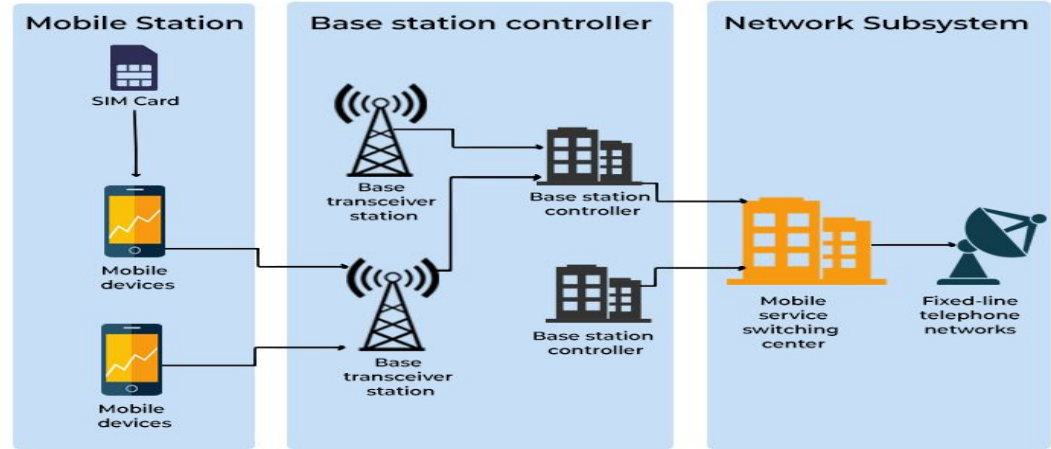 Mobile Station
SIM Card
Mobile
devices
Mobile
devices
Base station controller
Base
transceiver
station
Base
transceiver
station
Base station
controller
Base station
controller
Network Subsystem
Mobile
service
switching
center
Fixed-line
telephone
networks